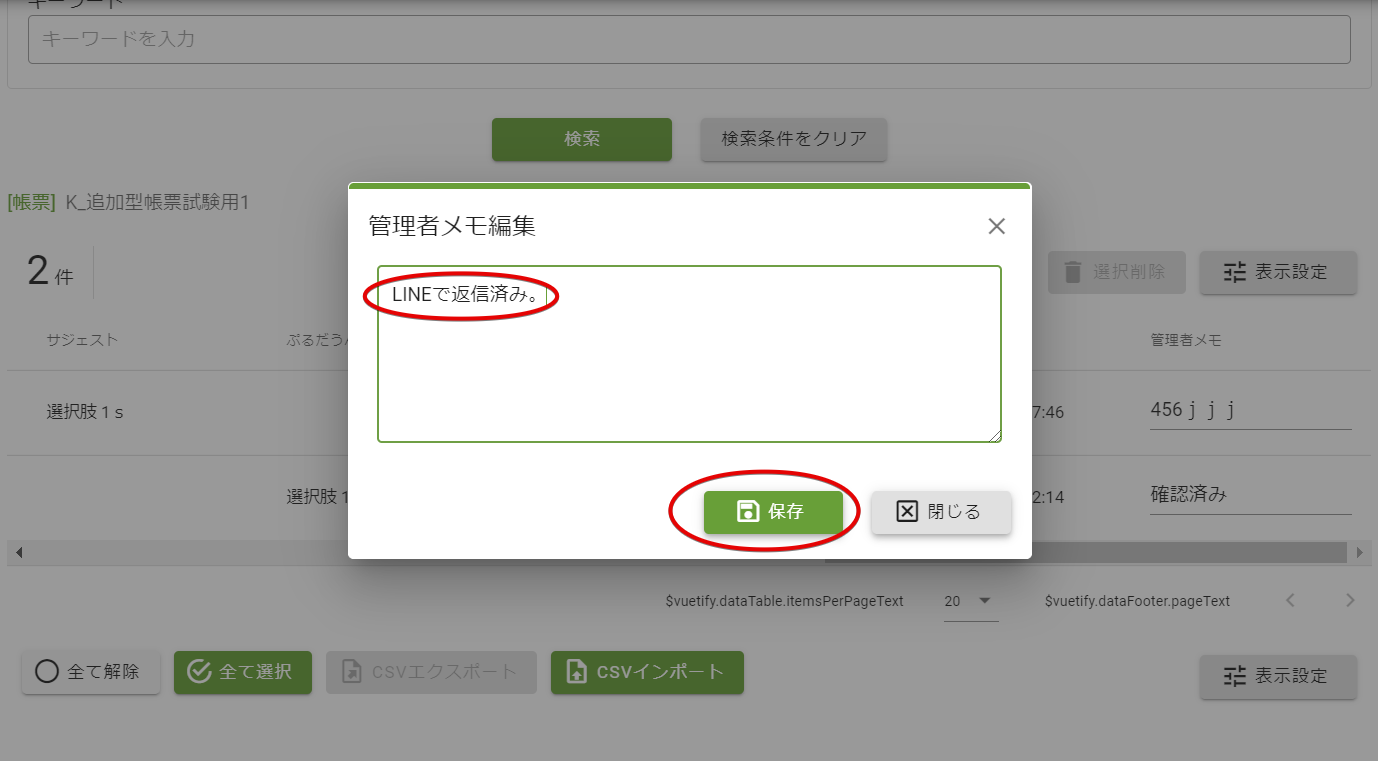 キーワード
キーワードを入力
検索
検索条件をクリア
[帳票] K_追加型帳票試験用1
管理者メモ編集
2 件
選択削除
表示設定
LINEで返信済み。
サジェスト
ぷるだうん
管理者メモ
選択肢１ｓ
7:46
456ｊｊｊ
選択肢１
2:14
確認済み
保存
閉じる
$vuetify.dataTable.itemsPerPageText
20
$vuetify.dataFooter.pageText
全て解除
全て選択
CSVエクスポート
CSVインポート
表示設定